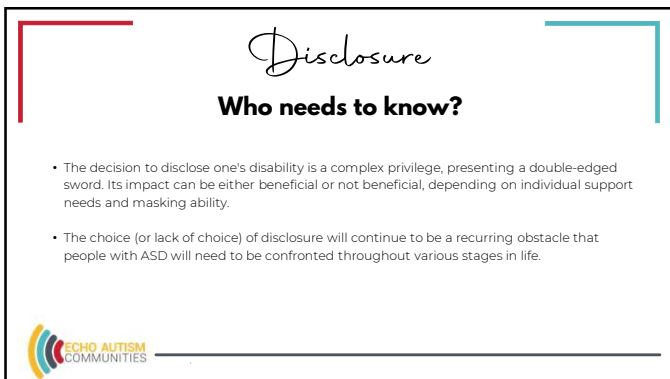 Disclosure
Who needs to know?
• The decision to disclose one's disability is a complex privilege, presenting a double-edged
sword. Its impact can be either beneficial or not beneficial, depending on individual support
needs and masking ability.
• The choice (or lack of choice) of disclosure will continue to be a recurring obstacle that
people with ASD will need to be confronted throughout various stages in life.
ECHO AUTISM
COMMUNITIES